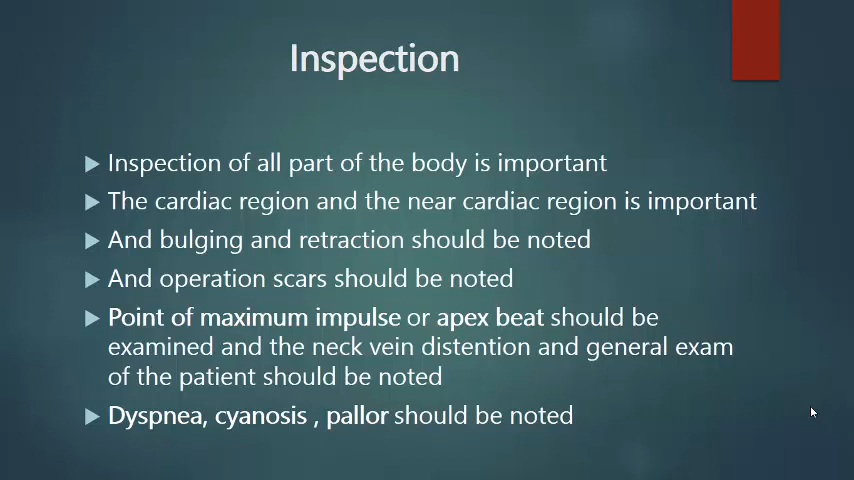 Inspection
Inspection of all part of the body is important
The cardiac region and the near cardiac region is important
And bulging and retraction should be noted
And operation scars should be noted
Point of maximum impulse or apex beat should be
examined and the neck vein distention and general exam
of the patient should be noted
Dyspnea, cyanosis , pallor should be noted